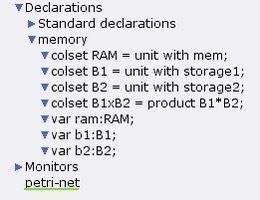 Declarations
Standard declarations
memory
colset RAM = unit with mem;
colset B1 = unit with storage1;
colset B2 = unit with storage2;
colset B1xB2 = product B1*B2;
var ram:RAM;
var b1:B1;
var b2:B2;
Monitors
petri-net